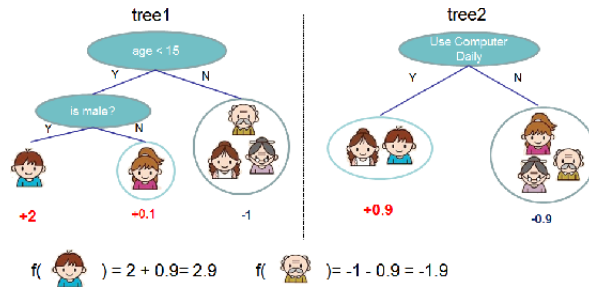 tree1
tree2
age < 15
Use Computer
Daily
Y
N
Y
N
is male?
Y
N
+2
+0.1
-1
+0.9
-0.9
f( ) = 2 + 0.9= 2.9
f( )= -1 - 0.9 = -1.9